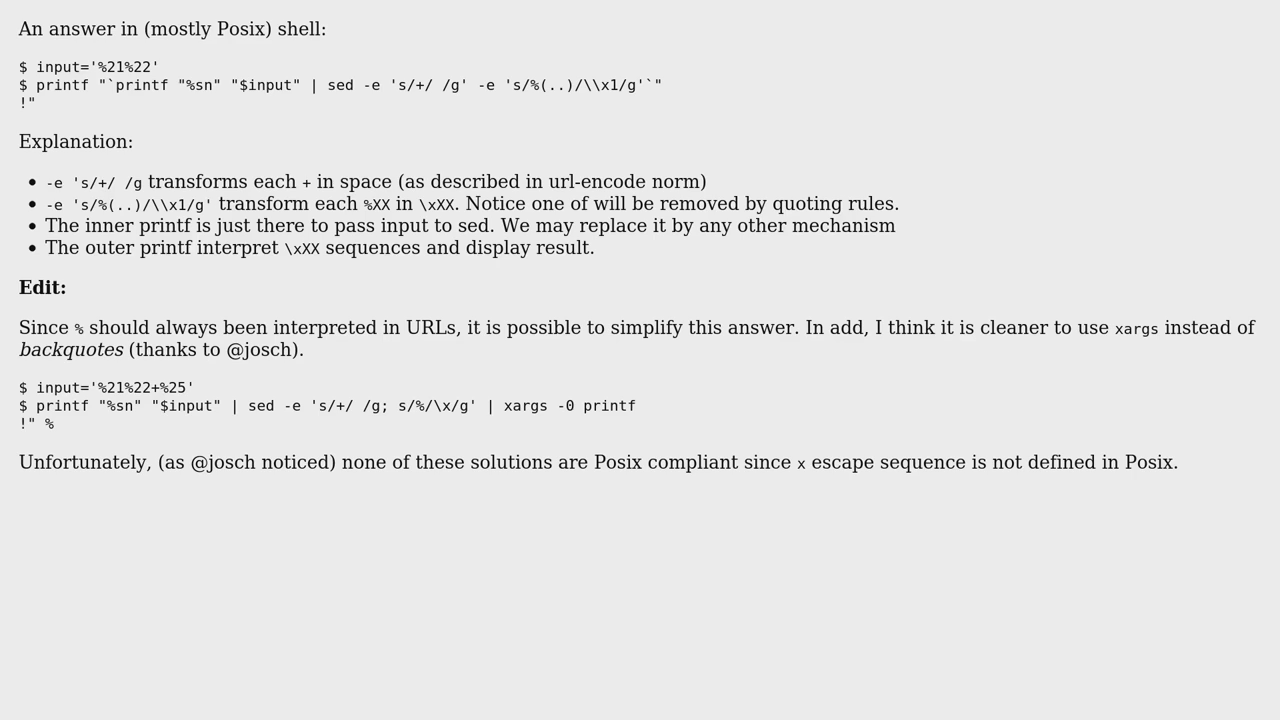 An answer in (mostly Posix) shell:
$ input='%21%22'
$ printf "`printf "%sn" "$input" | sed -e 's/+/ /g' -e 's/%(..)/\\x1/g'`"
!"
Explanation:
• -e 's/+/ /g transforms each + in space (as described in url-encode norm)
• -e 's/%(..)/\\x1/g' transform each %XX in \xXX. Notice one of will be removed by quoting rules.
• The inner printf is just there to pass input to sed. We may replace it by any other mechanism
• The outer printf interpret \xXX sequences and display result.
Edit:
Since % should always been interpreted in URLs, it is possible to simplify this answer. In add, I think it is cleaner to use xargs instead of
backquotes (thanks to @josch).
$ input='%21%22+%25'
$ printf "%sn" "$input" | sed -e 's/+/ /g; s/%/\x/g' | xargs -0 printf
!" %
Unfortunately, (as @josch noticed) none of these solutions are Posix compliant since x escape sequence is not defined in Posix.